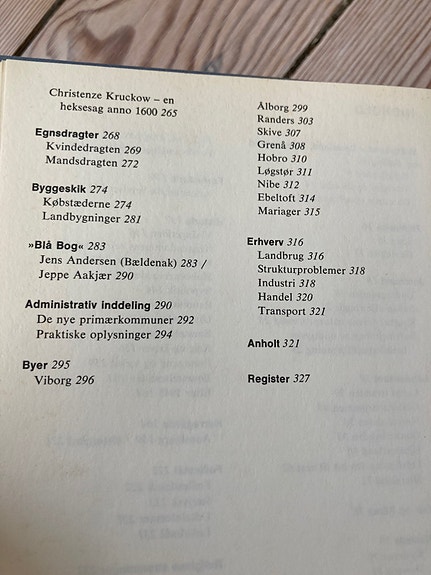 Christenze Kruckow – en
heksesag anno 1600 265
Egnsdragter 268
Kvindedragten 269
Mandsdragten 272
Byggeskik 274
Købstæderne 274
Landbygninger 281
»Blå Bog« 283
Jens Andersen (Bældenak) 283 /
Jeppe Aakjær 290
Administrativ inddeling 290
De nye primærkommuner 292
Praktiske oplysninger 294
Byer 295
Viborg 296
Ålborg 299
Randers 303
Skive 307
Grenå 308
Hobro 310
Løgstør 311
Nibe 312
Ebeltoft 314
Mariager 315
Erhverv 316
Landbrug 316
Strukturproblemer 318
Industri 318
Handel 320
Transport 321
Anholt 321
Register 327